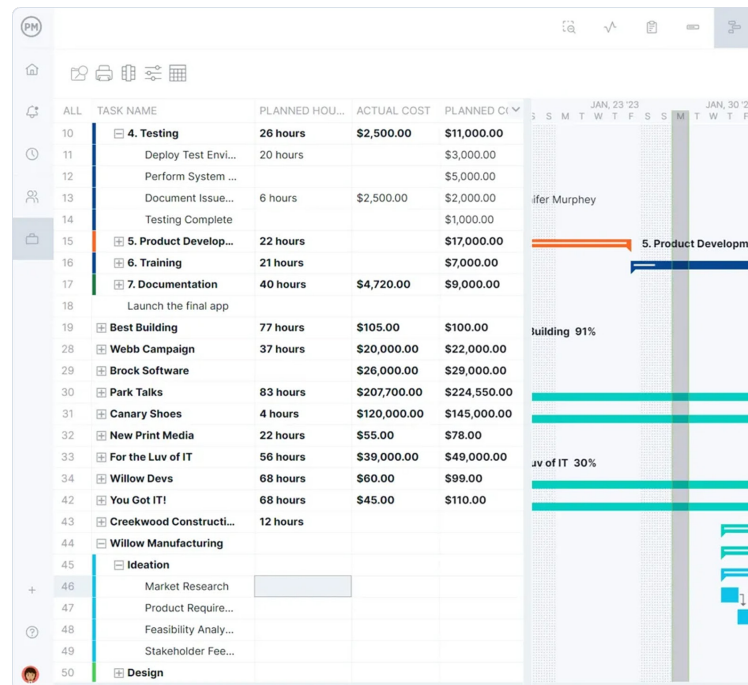 PM
ALL TASK NAME PLANNED HOU... ACTUAL COST PLANNED C JAN, 23 '23 JAN, 30 '2
S S M T W T F S S M T W T F
10 4. Testing 26 hours $2,500.00 $11,000.00
11 Deploy Test Envi... 20 hours $3,000.00
12 Perform System ... $5,000.00
13 Document Issue... 6 hours $2,500.00 $2,000.00 ifer Murphey
14 Testing Complete $1,000.00
15 5. Product Develop... 22 hours $17,000.00 5. Product Developm
16 6. Training 21 hours $7,000.00
17 7. Documentation 40 hours $4,720.00 $9,000.00
18 Launch the final app
19 Best Building 77 hours $105.00 $100.00 Building 91%
28 Webb Campaign 37 hours $20,000.00 $22,000.00
29 Brock Software $26,000.00 $29,000.00
30 Park Talks 83 hours $207,700.00 $224,550.00
31 Canary Shoes 4 hours $120,000.00 $145,000.00
32 New Print Media 22 hours $55.00 $78.00
33 For the Luv of IT 56 hours $39,000.00 $49,000.00 uv of IT 30%
34 Willow Devs 68 hours $60.00 $99.00
42 You Got IT! 68 hours $45.00 $110.00
43 Creekwood Constructi... 12 hours
44 Willow Manufacturing
45 Ideation
46 Market Research
47 Product Require...
48 Feasibility Analy...
49 Stakeholder Fee...
50 Design